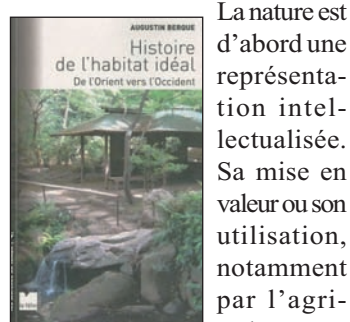 AUGUSTIN BERQUE
Histoire
de l'habitat idéal
De l'Orient vers l'Occident
La nature est
d'abord une
représenta-
tion intel-
lectualisée.
Sa mise en
valeur ou son
utilisation,
notamment
par l'agri-